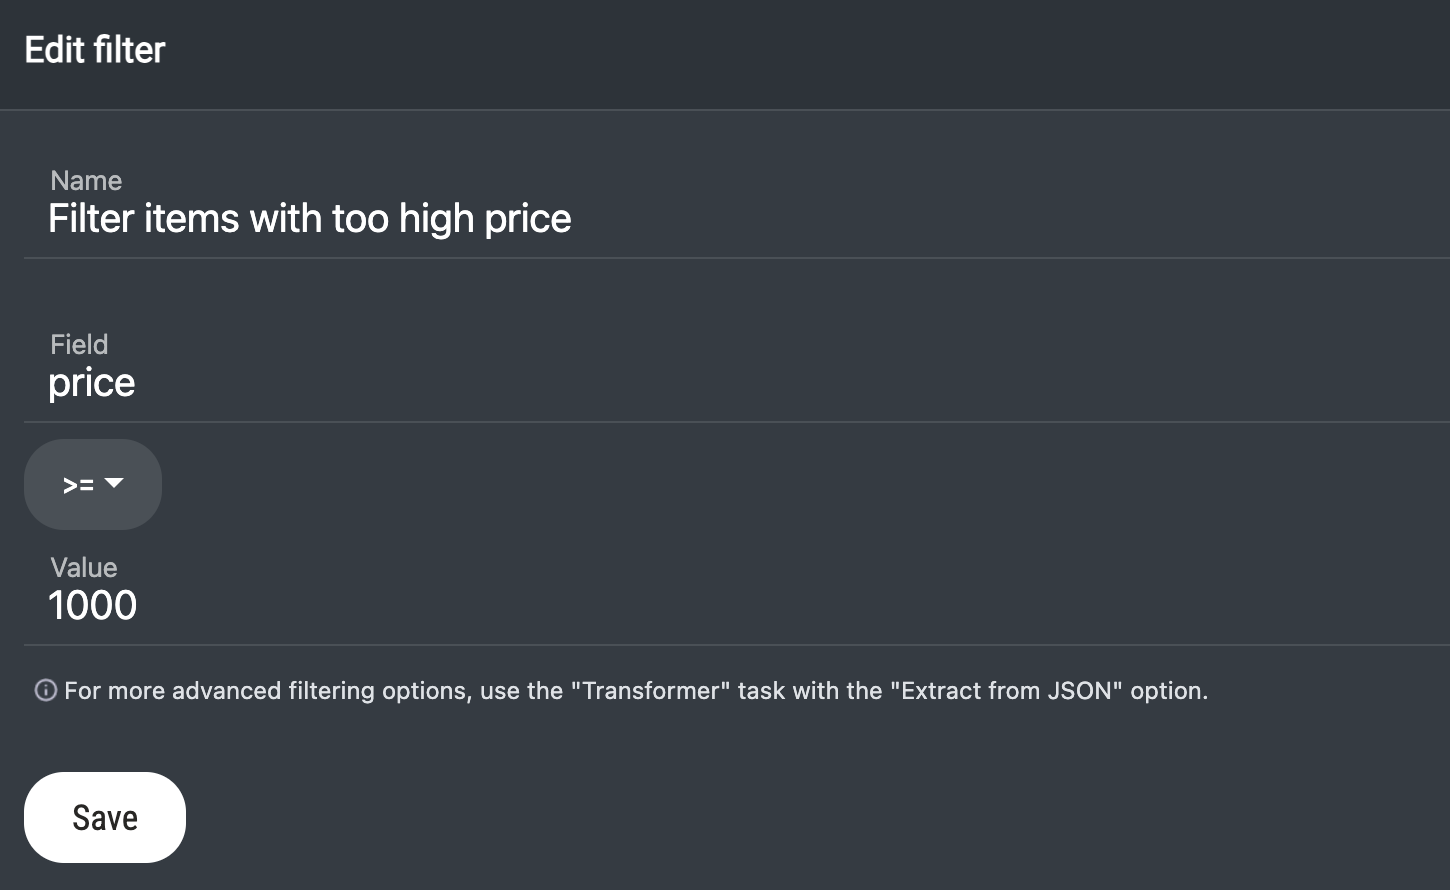 Edit filter
Name
Filter items with too high price
Field
price
>=
Value
1000
For more advanced filtering options, use the "Transformer" task with the "Extract from JSON" option.
Save